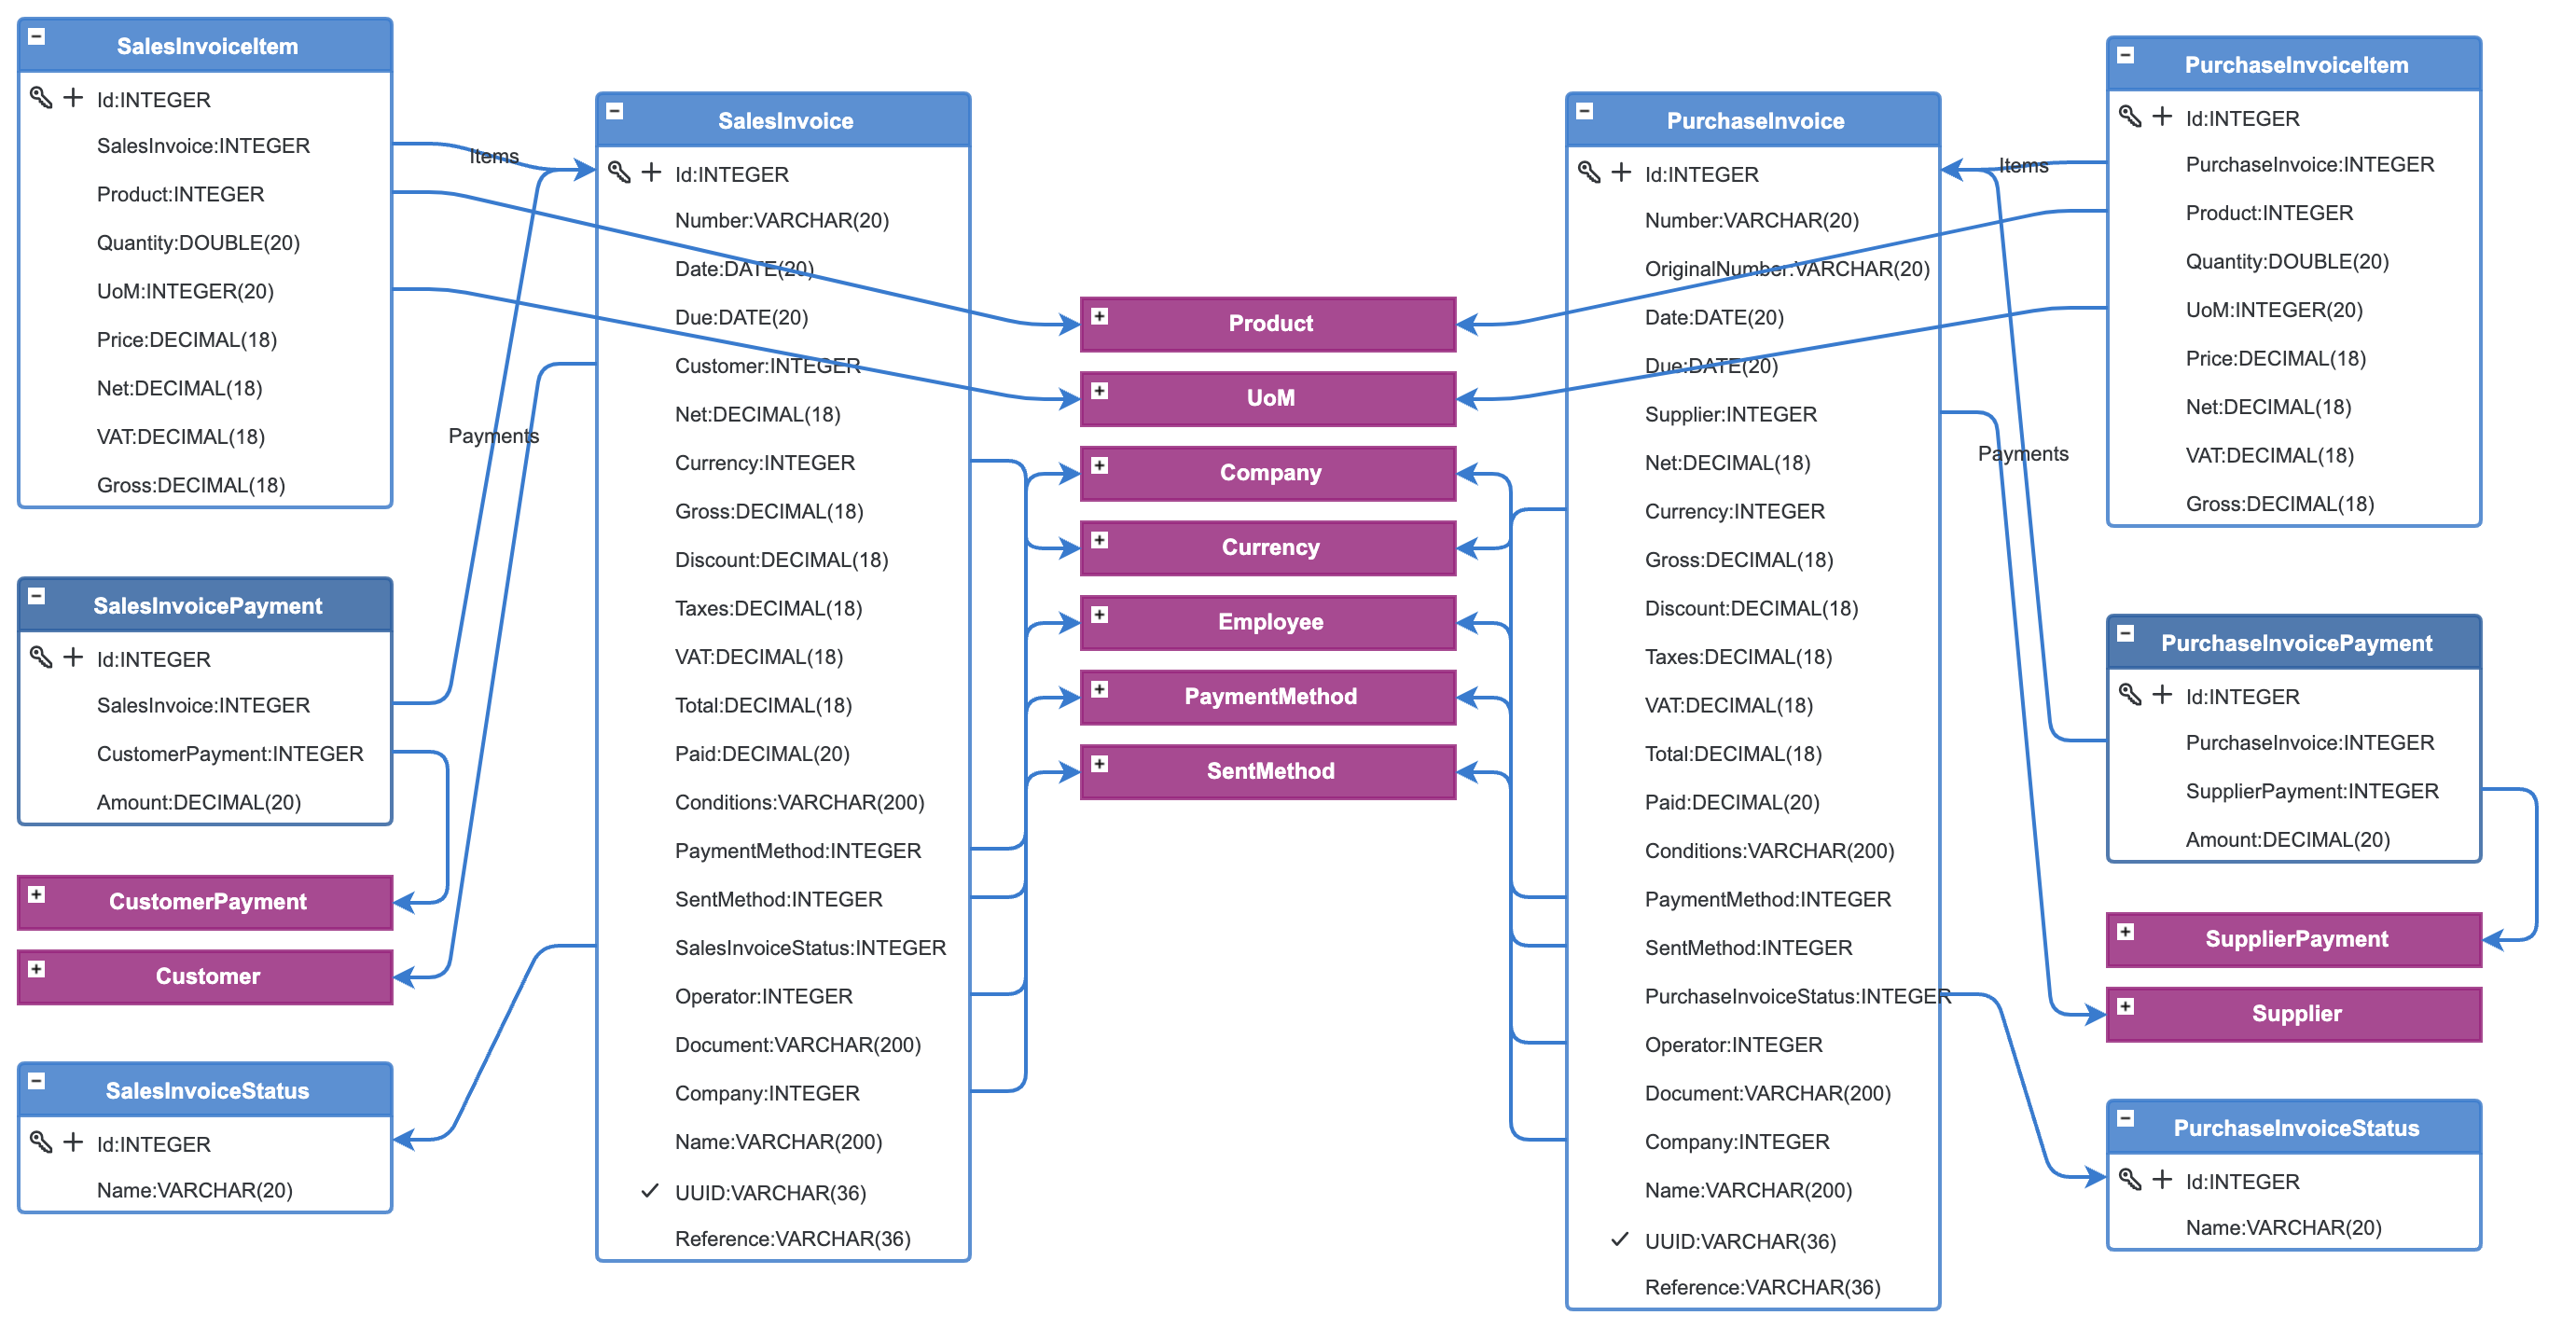 SalesInvoiceItem
Id:INTEGER
SalesInvoice:INTEGER
Product:INTEGER
Quantity:DOUBLE(20)
UoM:INTEGER(20)
Price:DECIMAL(18)
Net:DECIMAL(18)
VAT:DECIMAL(18)
Gross:DECIMAL(18)
Items
Payments
SalesInvoicePayment
Id:INTEGER
SalesInvoice:INTEGER
CustomerPayment:INTEGER
Amount:DECIMAL(20)
CustomerPayment
Customer
SalesInvoiceStatus
Id:INTEGER
Name:VARCHAR(20)
SalesInvoice
Id:INTEGER
Number:VARCHAR(20)
Date:DATE(20)
Due:DATE(20)
Customer:INTEGER
Net:DECIMAL(18)
Currency:INTEGER
Gross:DECIMAL(18)
Discount:DECIMAL(18)
Taxes:DECIMAL(18)
VAT:DECIMAL(18)
Total:DECIMAL(18)
Paid:DECIMAL(20)
Conditions:VARCHAR(200)
PaymentMethod:INTEGER
SentMethod:INTEGER
SalesInvoiceStatus:INTEGER
Operator:INTEGER
Document:VARCHAR(200)
Company:INTEGER
Name:VARCHAR(200)
UUID:VARCHAR(36)
Reference:VARCHAR(36)
Product
UoM
Company
Currency
Employee
PaymentMethod
SentMethod
PurchaseInvoice
Id:INTEGER
Number:VARCHAR(20)
OriginalNumber:VARCHAR(20)
Date:DATE(20)
Due:DATE(20)
Supplier:INTEGER
Net:DECIMAL(18)
Currency:INTEGER
Gross:DECIMAL(18)
Discount:DECIMAL(18)
Taxes:DECIMAL(18)
VAT:DECIMAL(18)
Total:DECIMAL(18)
Paid:DECIMAL(20)
Conditions:VARCHAR(200)
PaymentMethod:INTEGER
SentMethod:INTEGER
PurchaseInvoiceStatus:INTEGER
Operator:INTEGER
Document:VARCHAR(200)
Company:INTEGER
Name:VARCHAR(200)
UUID:VARCHAR(36)
Reference:VARCHAR(36)
Items
Payments
PurchaseInvoiceItem
Id:INTEGER
PurchaseInvoice:INTEGER
Product:INTEGER
Quantity:DOUBLE(20)
UoM:INTEGER(20)
Price:DECIMAL(18)
Net:DECIMAL(18)
VAT:DECIMAL(18)
Gross:DECIMAL(18)
PurchaseInvoicePayment
Id:INTEGER
PurchaseInvoice:INTEGER
SupplierPayment:INTEGER
Amount:DECIMAL(20)
SupplierPayment
Supplier
PurchaseInvoiceStatus
Id:INTEGER
Name:VARCHAR(20)